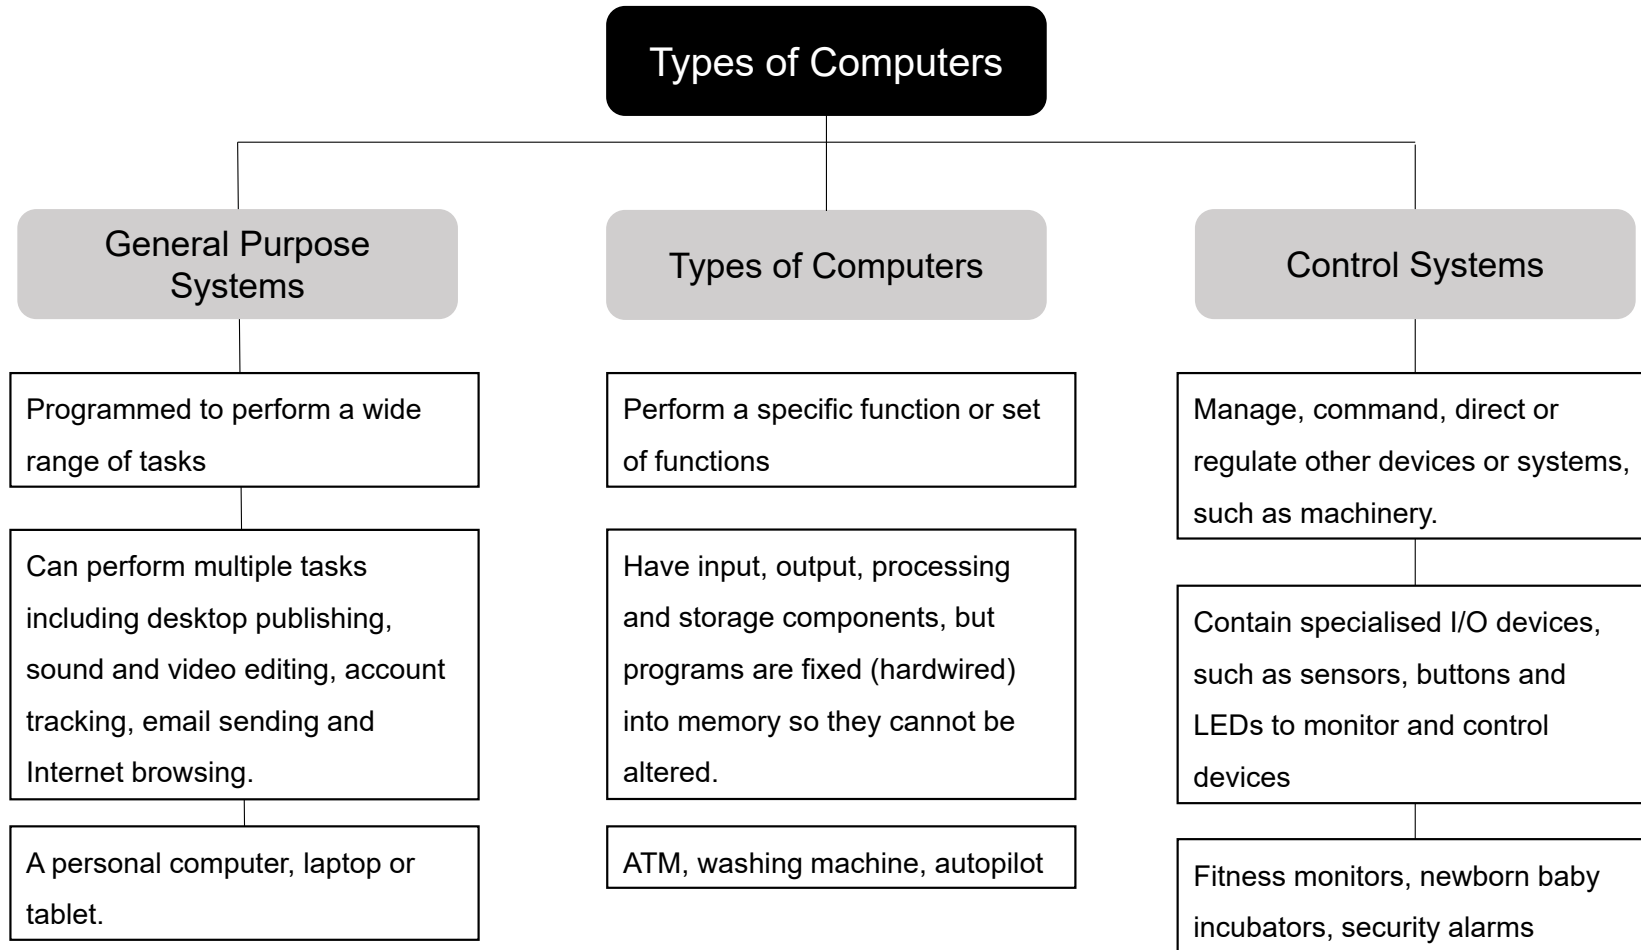 Types of Computers
General Purpose
Systems
Types of Computers
Control Systems
Programmed to perform a wide
range of tasks
Can perform multiple tasks
including desktop publishing,
sound and video editing, account
tracking, email sending and
Internet browsing.
A personal computer, laptop or
tablet.
Perform a specific function or set
of functions
Have input, output, processing
and storage components, but
programs are fixed (hardwired)
into memory so they cannot be
altered.
ATM, washing machine, autopilot
Manage, command, direct or
regulate other devices or systems,
such as machinery.
Contain specialised I/O devices,
such as sensors, buttons and
LEDs to monitor and control
devices
Fitness monitors, newborn baby
incubators, security alarms